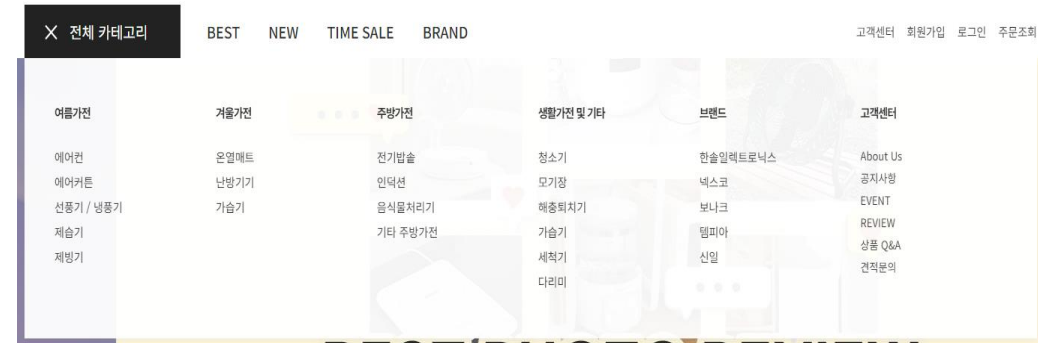 전체 카테고리
BEST NEW TIME SALE BRAND
고객센터 회원가입 로그인 주문조회
여름가전
에어컨
에어커튼
선풍기 / 냉풍기
제습기
제빙기
겨울가전
온열매트
난방기기
가습기
주방가전
전기밥솥
인덕션
음식물처리기
기타 주방가전
생활가전 및 기타
청소기
모기장
해충퇴치기
가습기
세척기
다리미
브랜드
한솔일렉트로닉스
넥스코
보나크
템피아
신일
고객센터
About Us
공지사항
EVENT
REVIEW
상품 Q&A
견적문의